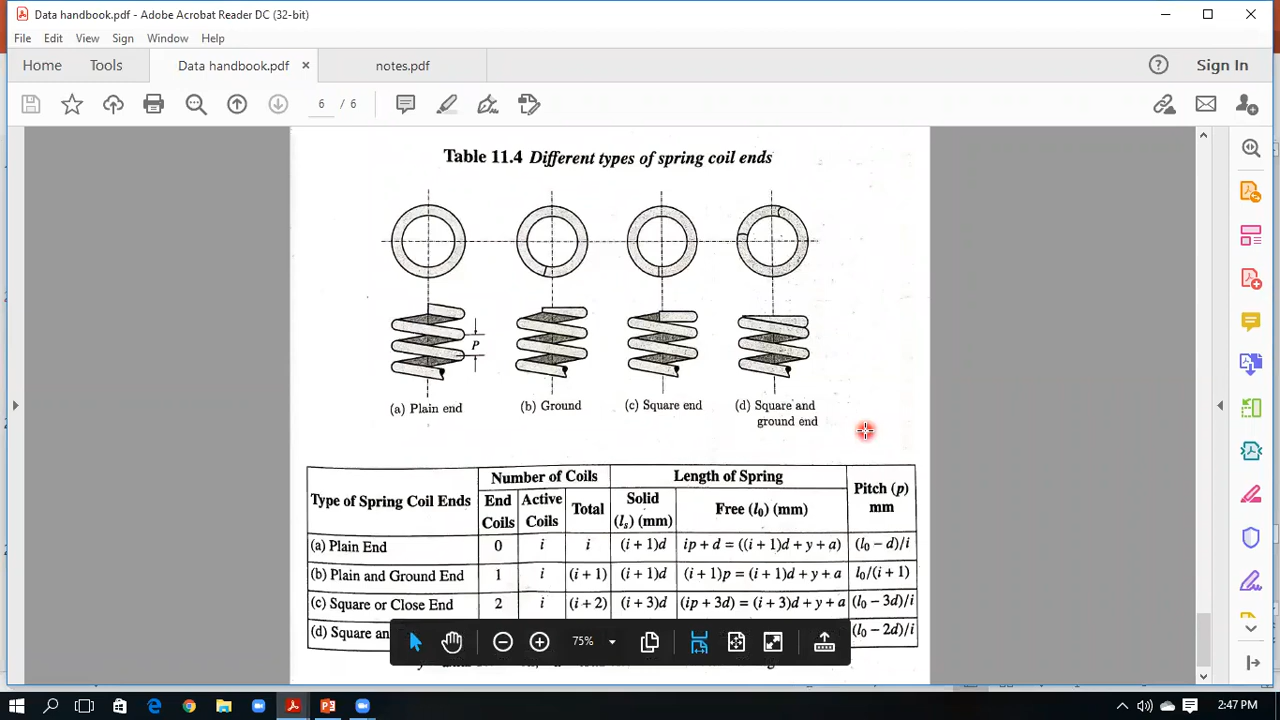 Data handbook.pdf - Adobe Acrobat Reader DC (32-bit)
File Edit View Sign Window Help
Home Tools Data handbook.pdf × notes.pdf ? Sign In
6 / 6
Table 11.4 Different types of spring coil ends
P
(a) Plain end (b) Ground (c) Square end (d) Square and
ground end
Type of Spring Coil Ends Number of Coils Length of Spring Pitch (p)
mm
End
Coils Active
Coils Total Solid
(lₛ) (mm) Free (l₀) (mm)
(a) Plain End 0 i i (i + 1)d ip + d = ((i + 1)d + y + a) (l₀ – d)/i
(b) Plain and Ground End 1 i (i + 1) (i + 1)d (i + 1)p = (i + 1)d + y + a l₀/(i + 1)
(c) Square or Close End 2 i (i + 2) (i + 3)d (ip + 3d) = (i + 3)d + y + a (l₀ – 3d)/i
(d) Square an (l₀ – 2d)/i
75%
2:47 PM